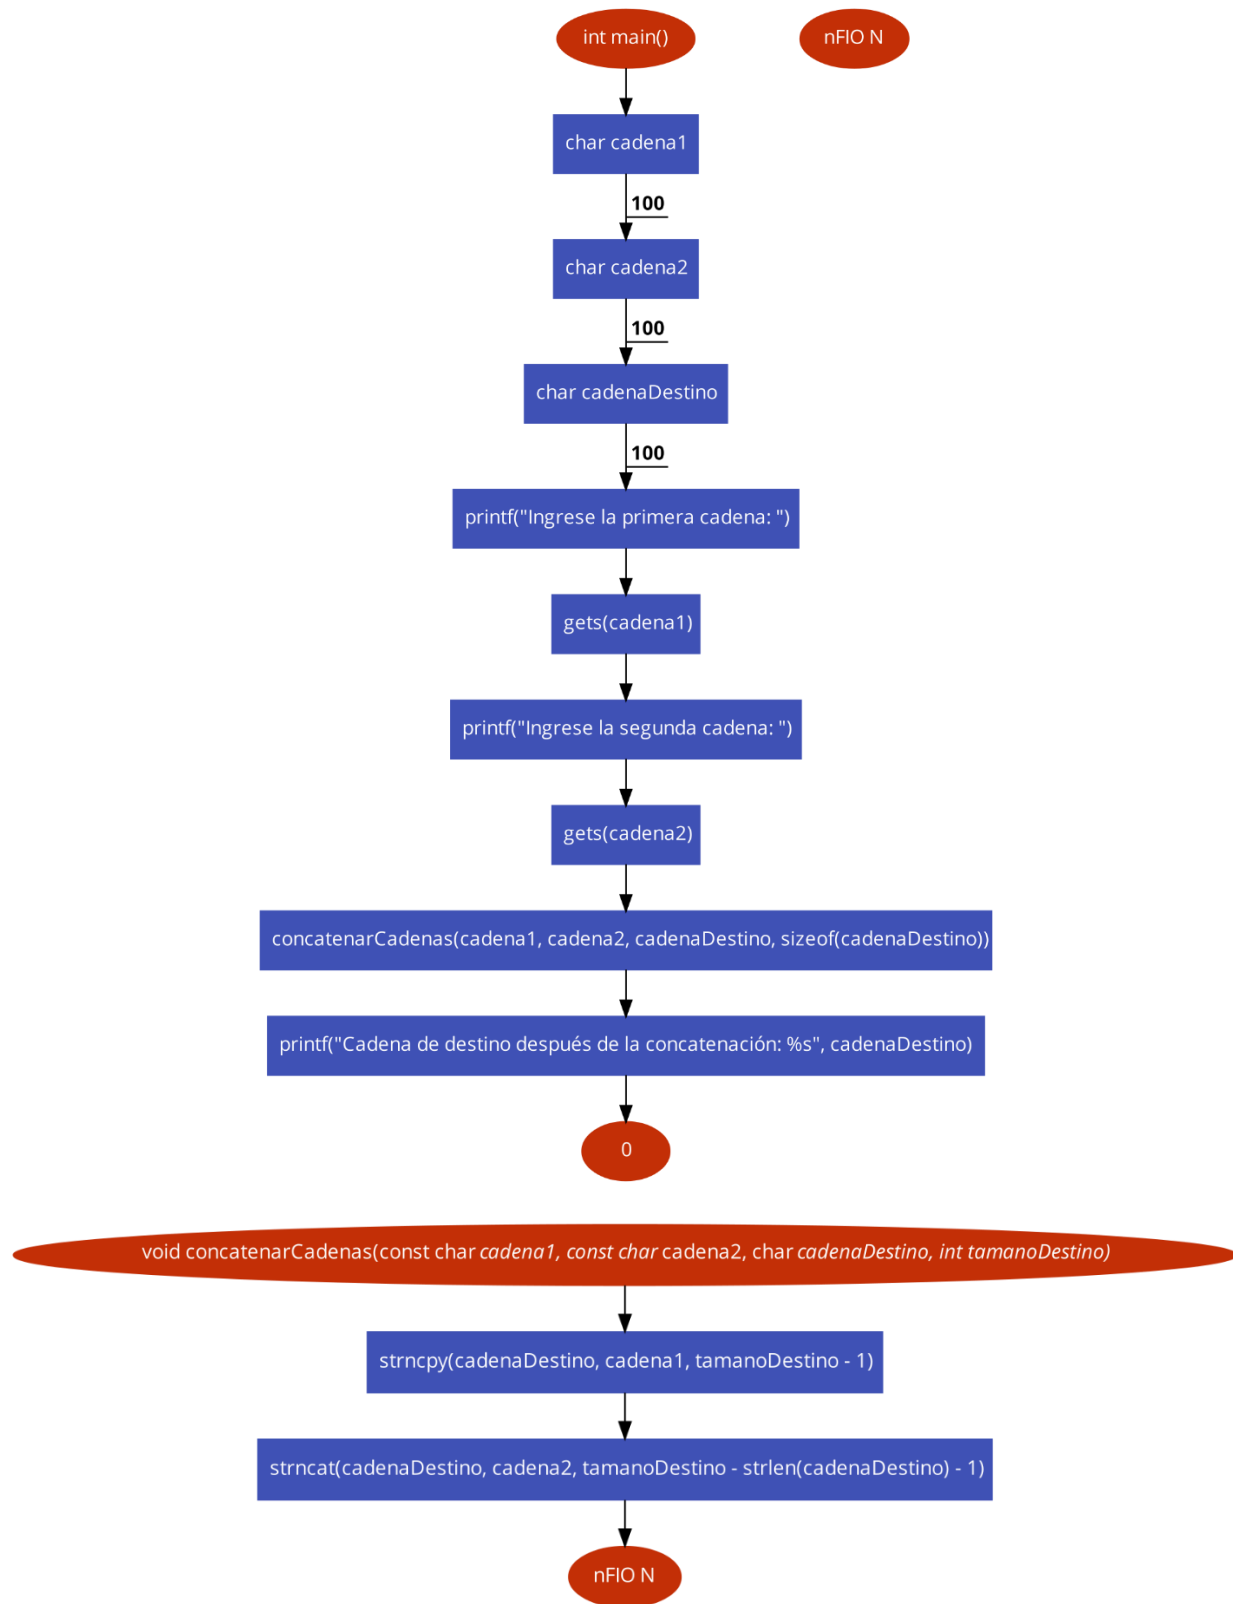 int main()
nFIO N
char cadena1
100
char cadena2
100
char cadenaDestino
100
printf("Ingrese la primera cadena: ")
gets(cadena1)
printf("Ingrese la segunda cadena: ")
gets(cadena2)
concatenarCadenas(cadena1, cadena2, cadenaDestino, sizeof(cadenaDestino))
printf("Cadena de destino después de la concatenación: %s", cadenaDestino)
0
void concatenarCadenas(const char cadena1, const char cadena2, char cadenaDestino, int tamanoDestino)
strncpy(cadenaDestino, cadena1, tamanoDestino - 1)
strncat(cadenaDestino, cadena2, tamanoDestino - strlen(cadenaDestino) - 1)
nFIO N